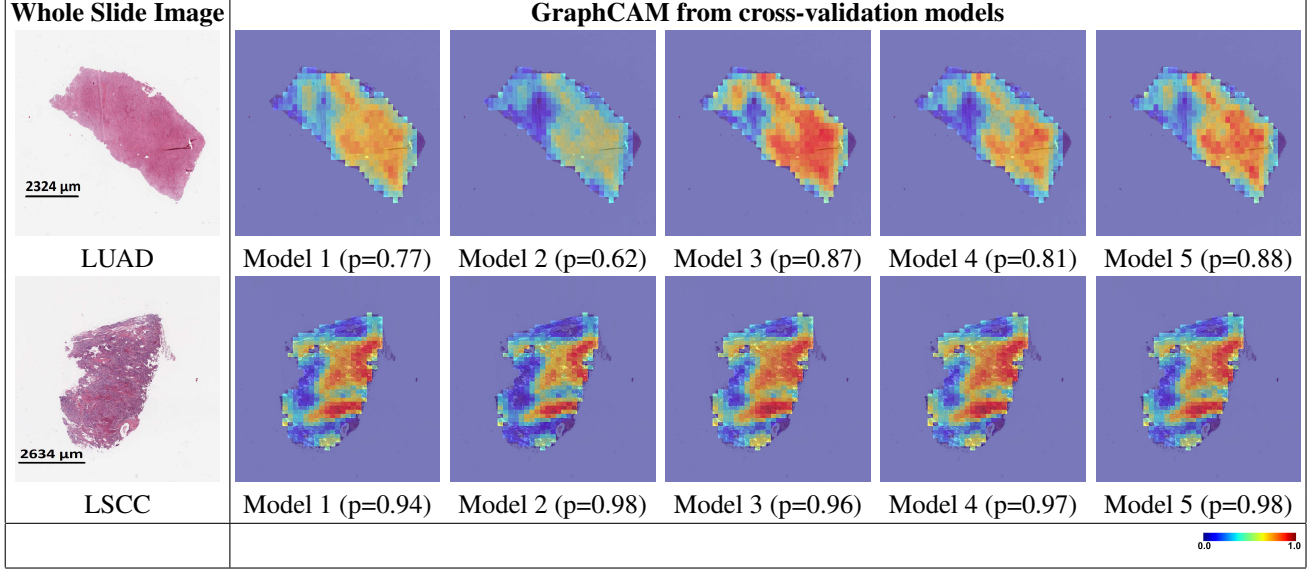 Whole Slide Image GraphCAM from cross-validation models
2324 µm
LUAD Model 1 (p=0.77) Model 2 (p=0.62) Model 3 (p=0.87) Model 4 (p=0.81) Model 5 (p=0.88)
2634 µm
LSCC Model 1 (p=0.94) Model 2 (p=0.98) Model 3 (p=0.96) Model 4 (p=0.97) Model 5 (p=0.98)
0.0 1.0